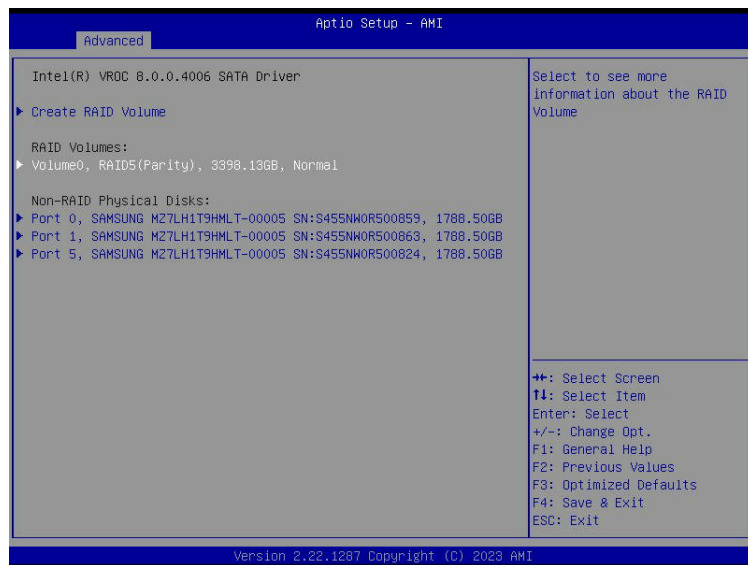 Aptio Setup - AMI
Advanced
Intel(R) VROC 8.0.0.4006 SATA Driver
Create RAID Volume
RAID Volumes:
Volume0, RAID5(Parity), 3398.13GB, Normal
Non-RAID Physical Disks:
Port 0, SAMSUNG MZ7LH1T9HMLT-00005 SN:S455NW0R500859, 1788.50GB
Port 1, SAMSUNG MZ7LH1T9HMLT-00005 SN:S455NW0R500863, 1788.50GB
Port 5, SAMSUNG MZ7LH1T9HMLT-00005 SN:S455NW0R500824, 1788.50GB
Select to see more
information about the RAID
Volume
→←: Select Screen
↑↓: Select Item
Enter: Select
+/-: Change Opt.
F1: General Help
F2: Previous Values
F3: Optimized Defaults
F4: Save & Exit
ESC: Exit
Version 2.22.1287 Copyright (C) 2023 AMI